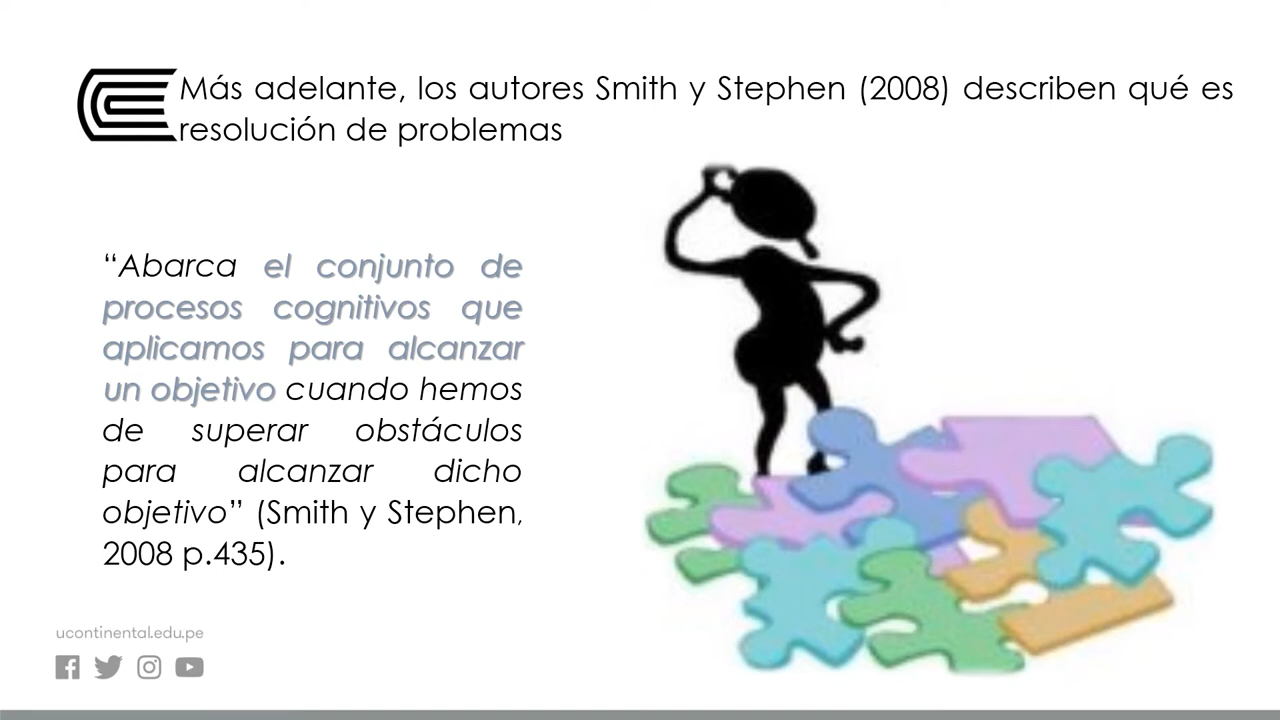 Más adelante, los autores Smith y Stephen (2008) describen qué es
resolución de problemas
“Abarca el conjunto de
procesos cognitivos que
aplicamos para alcanzar
un objetivo cuando hemos
de superar obstáculos
para alcanzar dicho
objetivo” (Smith y Stephen,
2008 p.435).
ucontinental.edu.pe